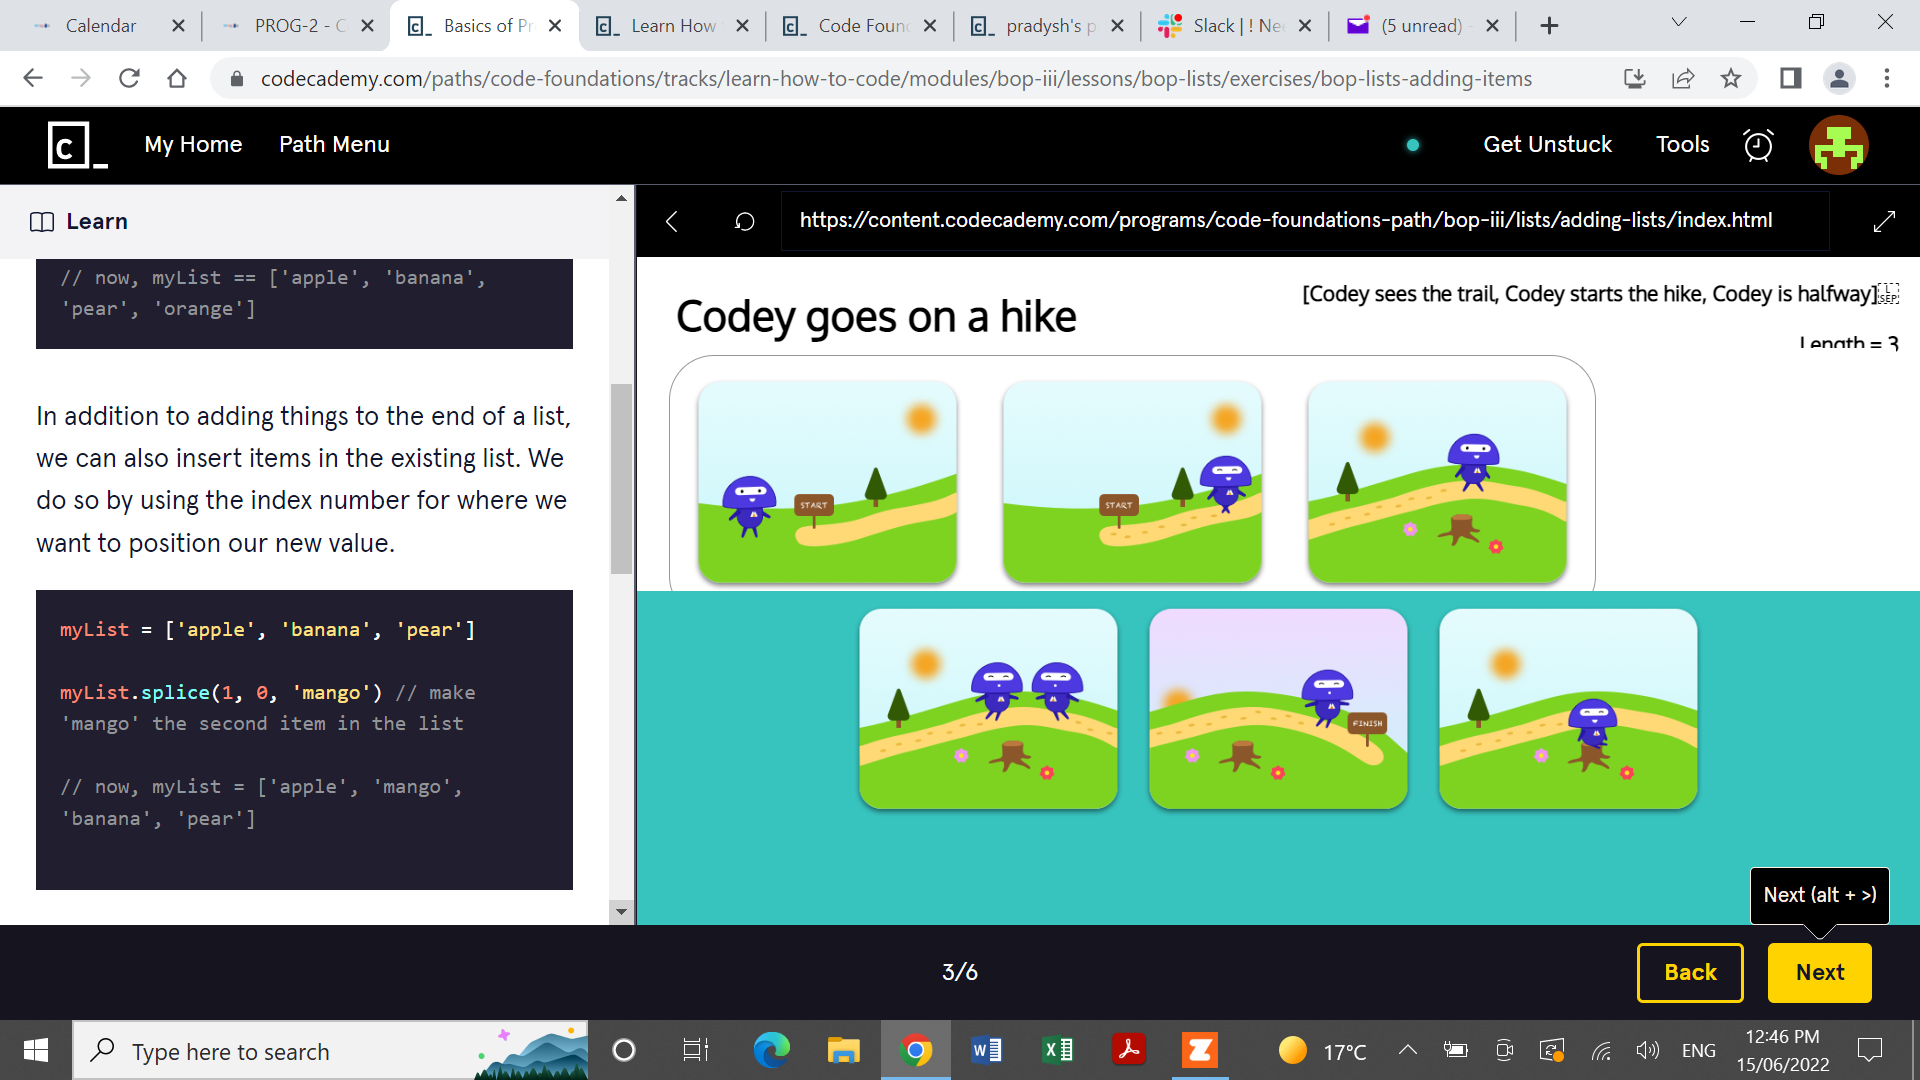 Calendar
PROG-2 - C
Basics of Pr
Learn How
Code Foun
pradysh's p
Slack | ! Ne
(5 unread)
codecademy.com/paths/code-foundations/tracks/learn-how-to-code/modules/bop-iii/lessons/bop-lists/exercises/bop-lists-adding-items
My Home
Path Menu
Get Unstuck
Tools
Learn
https://content.codecademy.com/programs/code-foundations-path/bop-iii/lists/adding-lists/index.html
// now, myList == ['apple', 'banana',
'pear', 'orange']
In addition to adding things to the end of a list,
we can also insert items in the existing list. We
do so by using the index number for where we
want to position our new value.
myList = ['apple', 'banana', 'pear']
myList.splice(1, 0, 'mango') // make
'mango' the second item in the list
// now, myList = ['apple', 'mango',
'banana', 'pear']
Codey goes on a hike
[Codey sees the trail, Codey starts the hike, Codey is halfway]
Length = 3
START
START
FINISH
Next (alt + >)
3/6
Back
Next
Type here to search
17°C
ENG
12:46 PM
15/06/2022